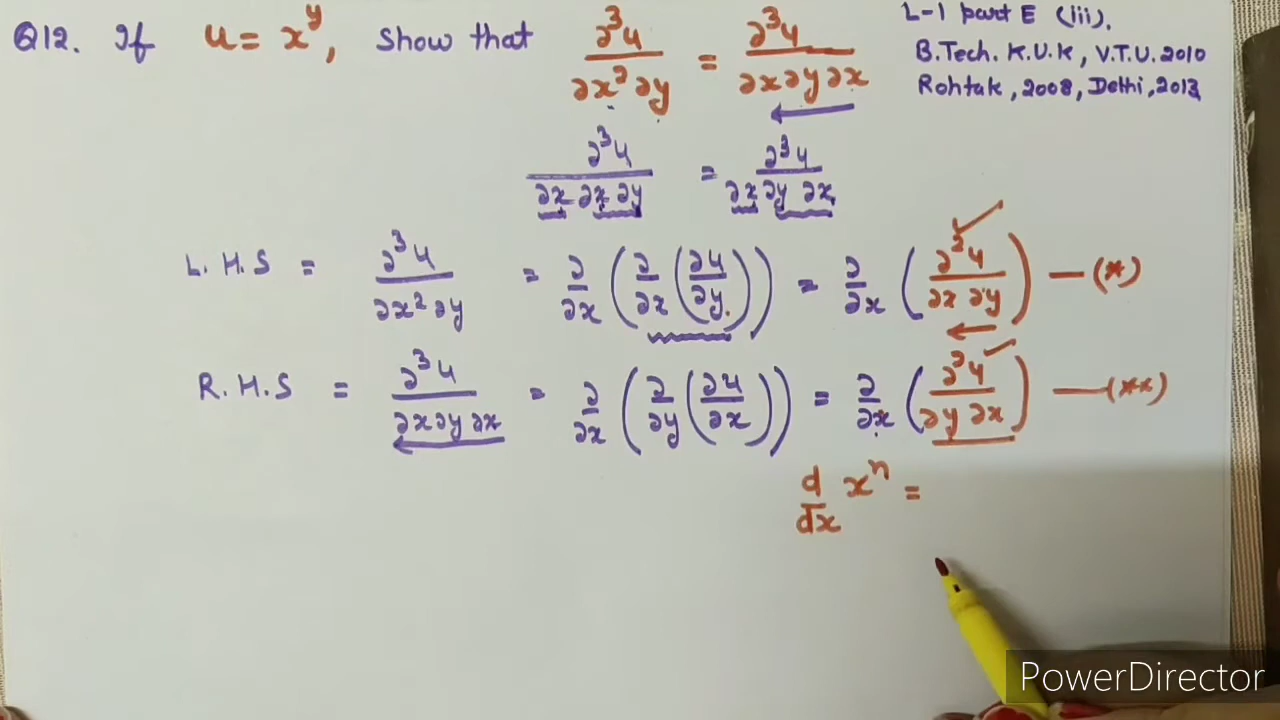 Q12. If u = x^y, Show that ∂³u/∂x²∂y = ∂³u/∂x∂y∂x
L-1 part E (iii).
B.Tech. K.U.K, V.T.U. 2010
Rohtak, 2008, Delhi, 2013
∂³u/∂x ∂x ∂y = ∂³u/∂x ∂y ∂x
L.H.S = ∂³u/∂x²∂y = ∂/∂x (∂/∂x (∂u/∂y)) = ∂/∂x (∂²u/∂x ∂y) — (*)
R.H.S = ∂³u/∂x∂y∂x = ∂/∂x (∂/∂y (∂u/∂x)) = ∂/∂x (∂²u/∂y ∂x) — (**)
d/dx x^n =
PowerDirector